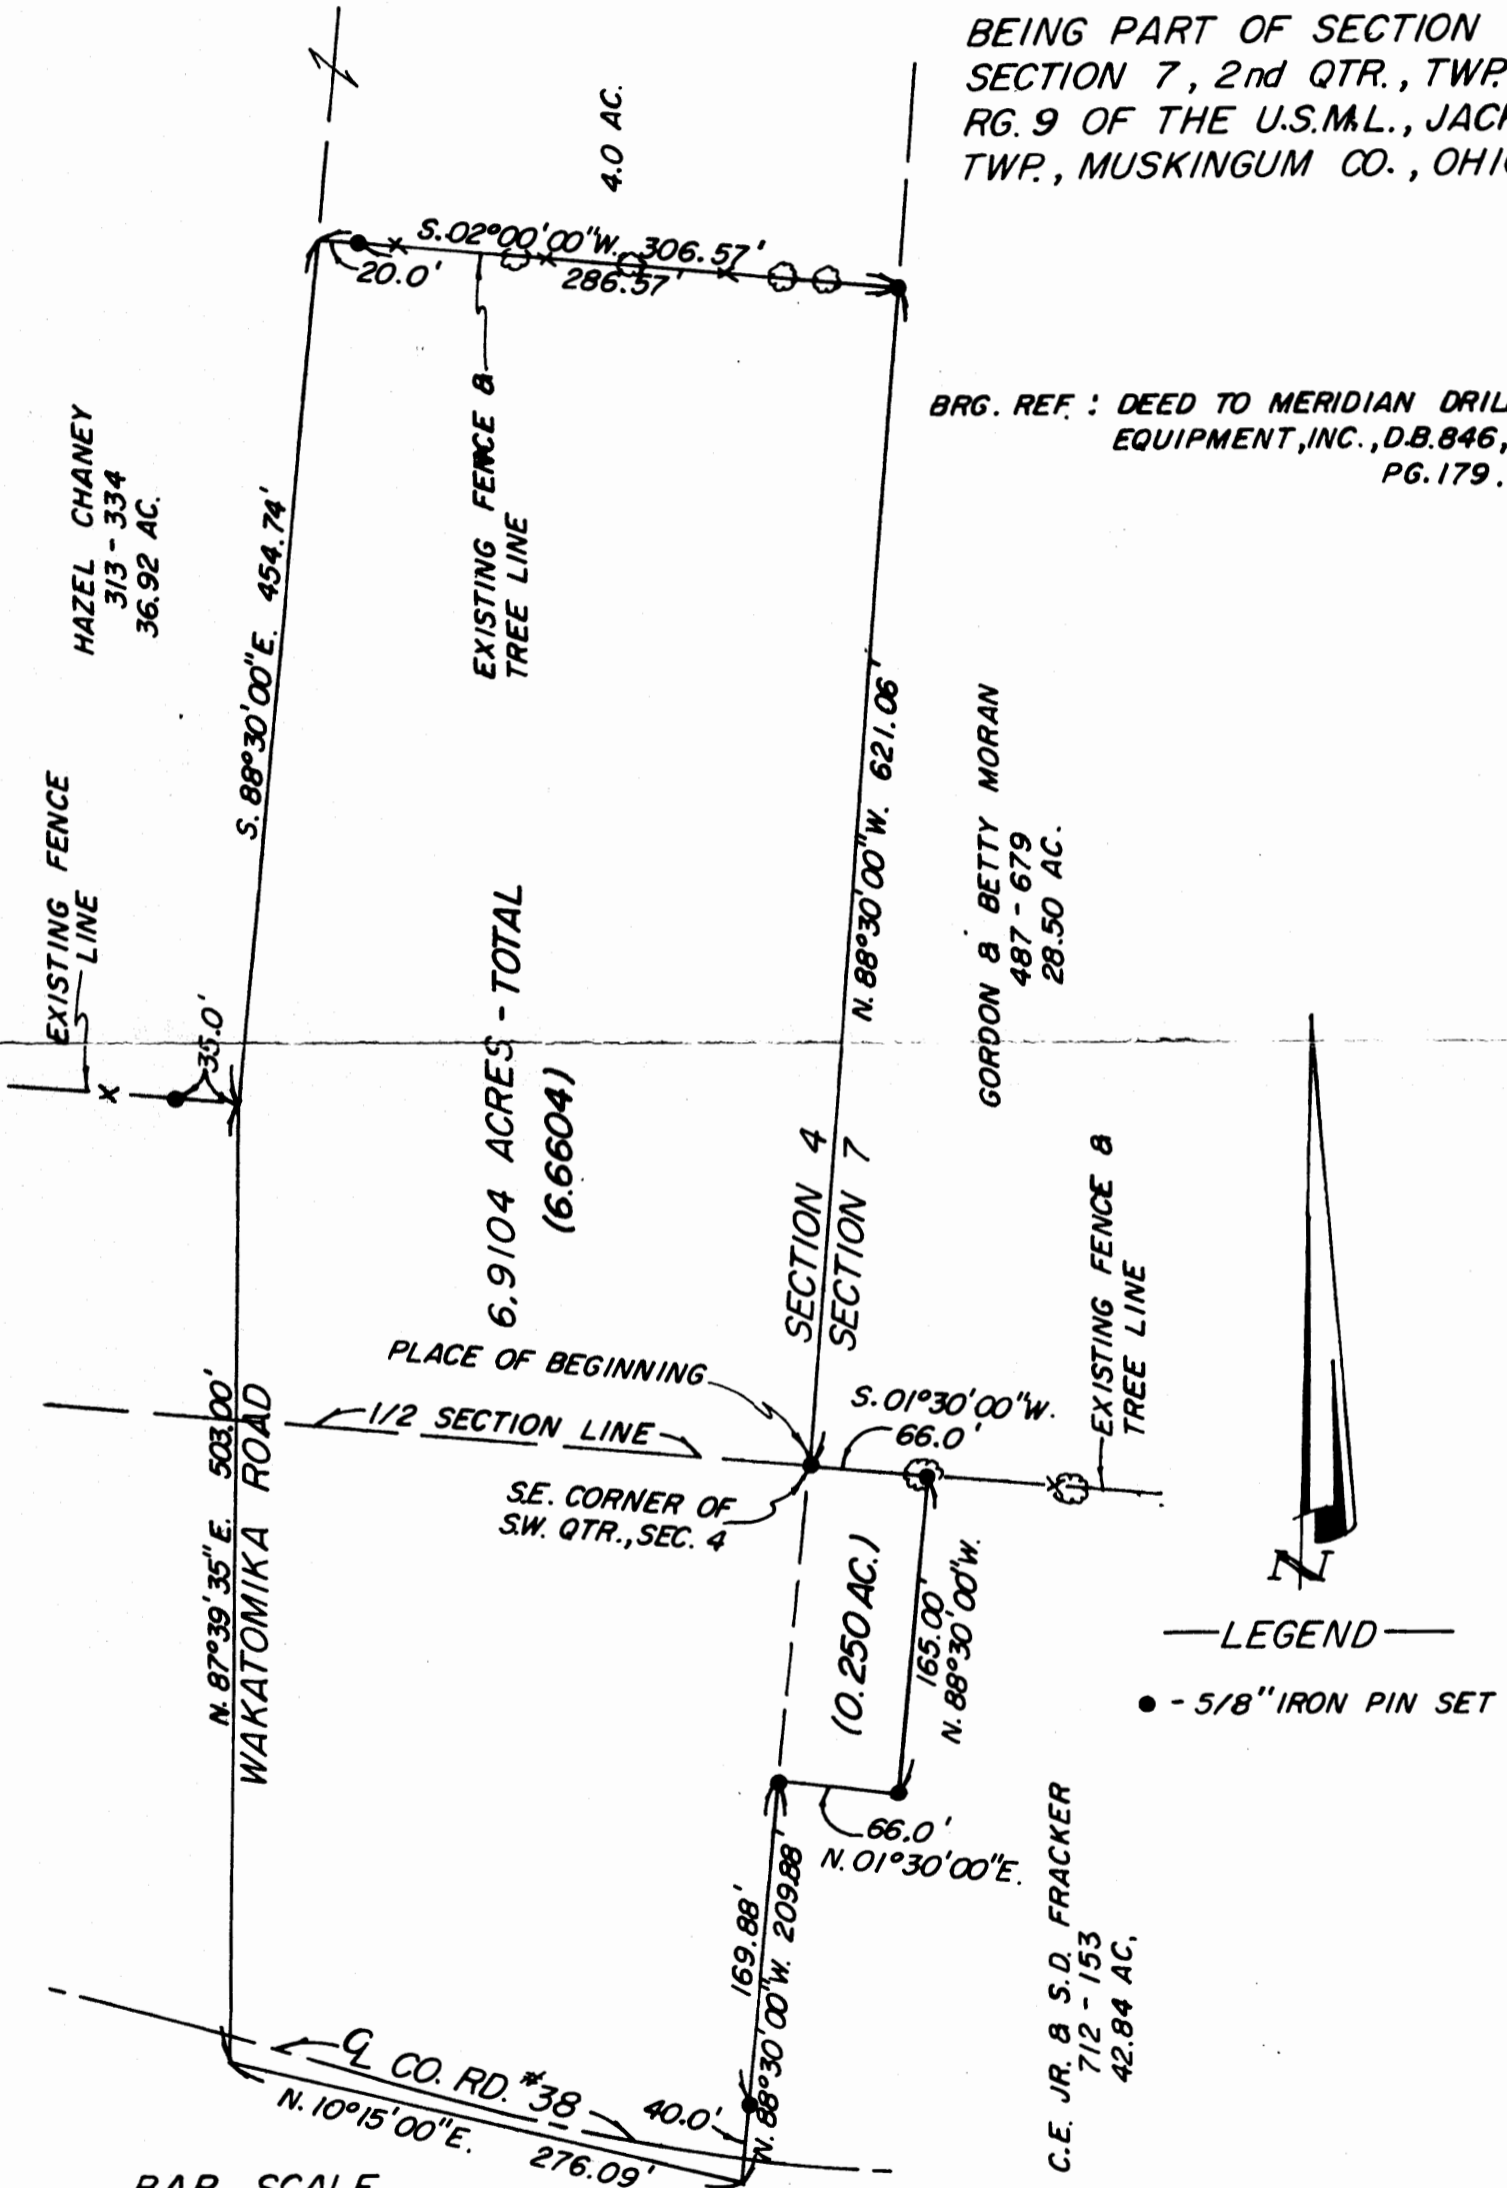 BEING PART OF SECTION
SECTION 7, 2nd QTR., TWP.
RG. 9 OF THE U.S.M.L., JACK
TWP., MUSKINGUM CO., OHIO
4.0 AC.
S. 02°00'00"W. 306.57'
20.0'
286.57'
EXISTING FENCE &
TREE LINE
BRG. REF. : DEED TO MERIDIAN DRIL
EQUIPMENT, INC., D.B. 846,
PG. 179.
HAZEL CHANEY
313 - 334
36.92 AC.
S. 88°30'00"E. 454.74'
N. 88°30'00"W. 621.06'
GORDON & BETTY MORAN
487 - 679
28.50 AC.
EXISTING FENCE
LINE
35.0'
6.9104 ACRES - TOTAL
(6.6604)
SECTION 4
SECTION 7
EXISTING FENCE &
TREE LINE
PLACE OF BEGINNING
1/2 SECTION LINE
S. 01°30'00"W.
66.0'
S.E. CORNER OF
S.W. QTR., SEC. 4
N. 87°39'35"E. 503.00'
WAKATOMIKA ROAD
(0.250 AC.)
165.00'
N. 88°30'00"W.
N
LEGEND
- 5/8" IRON PIN SET
66.0'
N. 01°30'00"E.
169.88'
N. 88°30'00"W. 209.88'
C.E. JR. & S.D. FRACKER
712 - 153
42.84 AC.
℄ CO. RD. #38
40.0'
N. 10°15'00"E.
276.09'
BAR SCALE